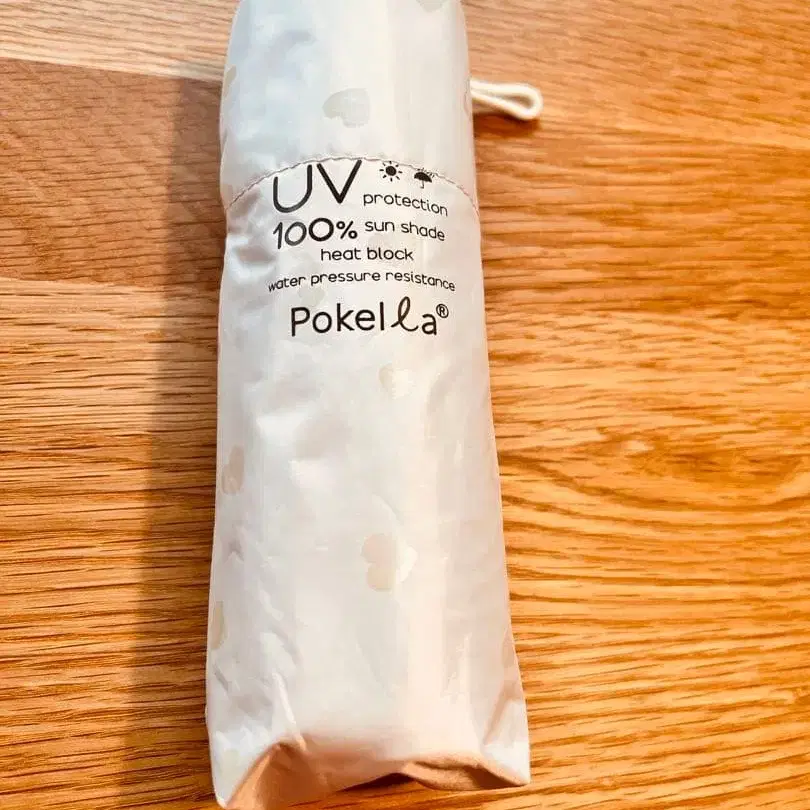 UV protection
100% sun shade
heat block
water pressure resistance
Pokella®